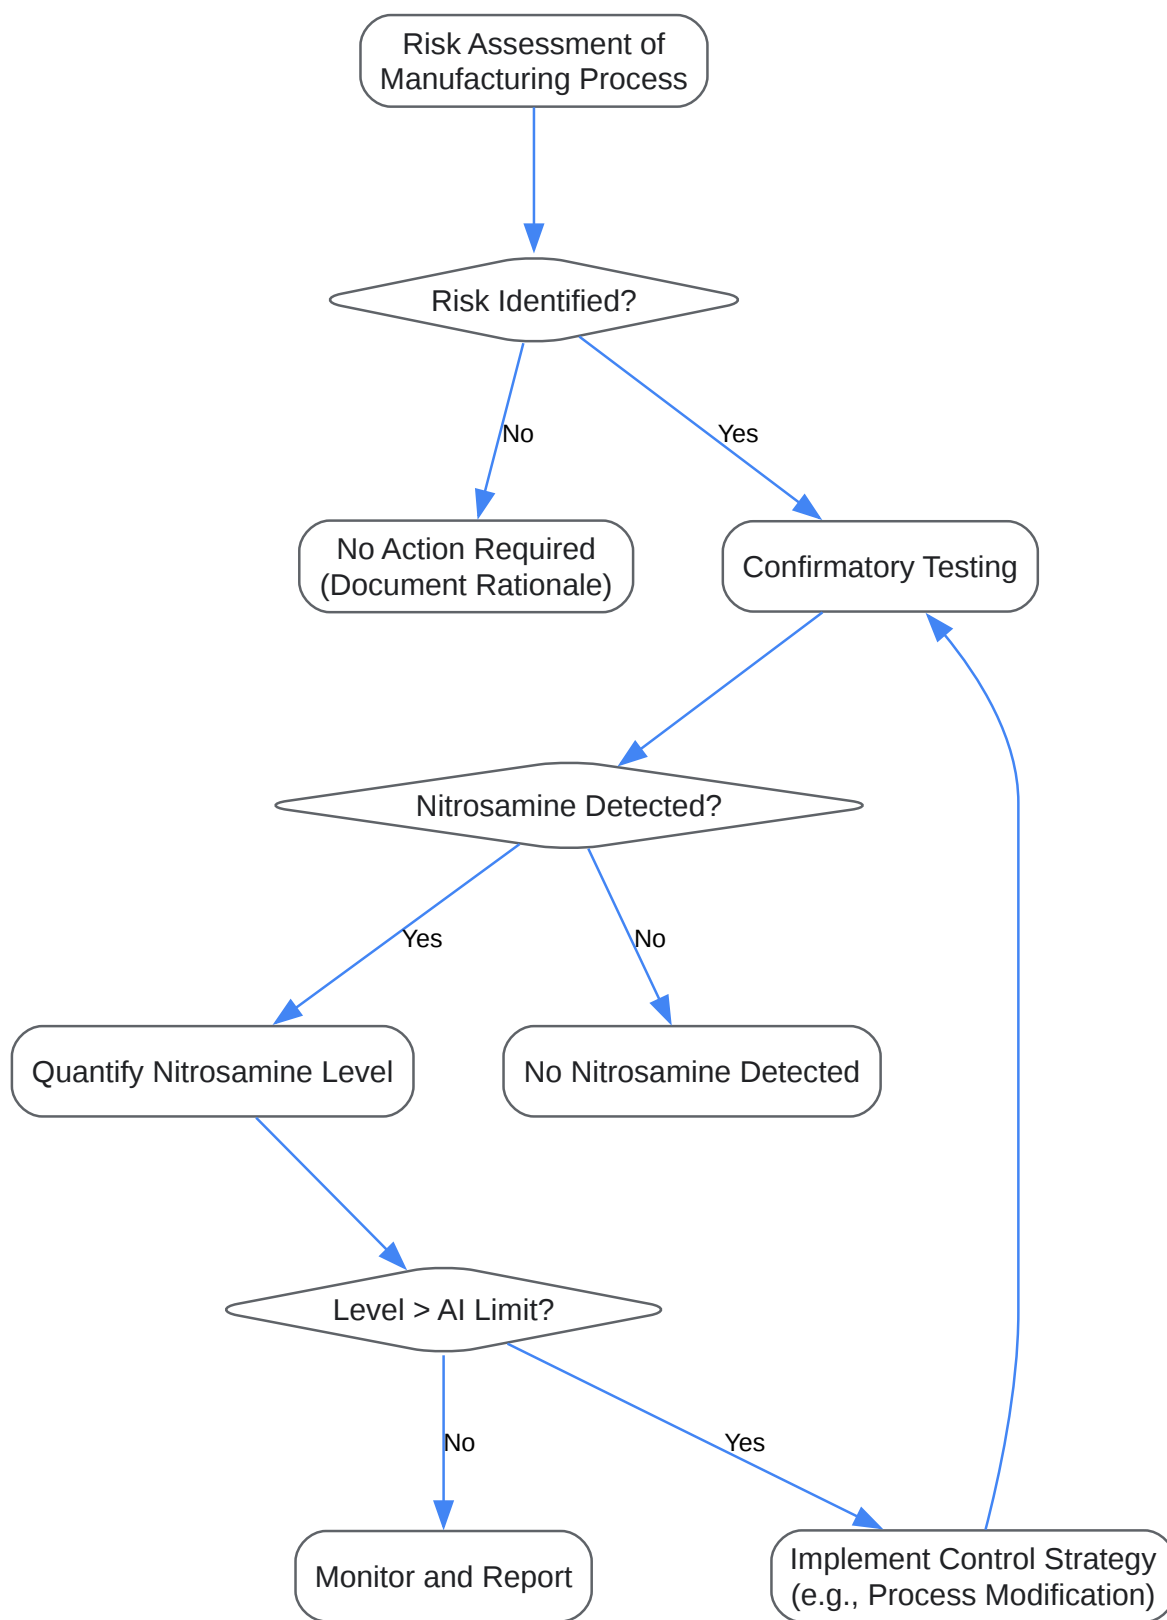 Risk Assessment of
Manufacturing Process
Risk Identified?
No
Yes
No Action Required
(Document Rationale)
Confirmatory Testing
Nitrosamine Detected?
Yes
No
Quantify Nitrosamine Level
No Nitrosamine Detected
Level > AI Limit?
No
Yes
Monitor and Report
Implement Control Strategy
(e.g., Process Modification)